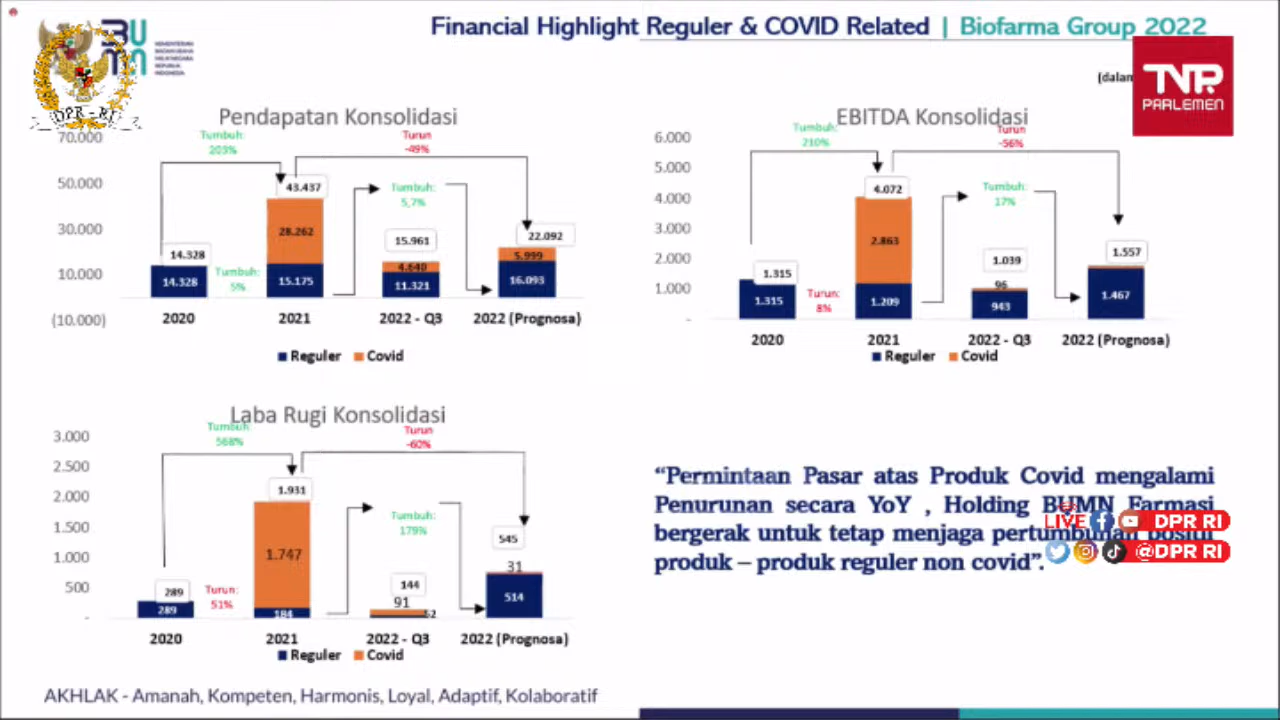 Financial Highlight Reguler & COVID Related | Biofarma Group 2022
KEMENTERIAN
BADAN USAHA
MILIK NEGARA
REPUBLIK
INDONESIA
DPR - RI
(dalam
TVR
PARLEMEN
Pendapatan Konsolidasi
70.000
50.000
30.000
10.000
(10.000)
Tumbuh:
203%
Turun
-49%
43.437
Tumbuh:
5,7%
14.328
15.961
22.092
28.262
4.640
5.999
14.328
Tumbuh:
5%
15.175
11.321
16.093
2020
2021
2022 - Q3
2022 (Prognosa)
Reguler
Covid
EBITDA Konsolidasi
6.000
5.000
4.000
3.000
2.000
1.000
-
Tumbuh:
210%
Turun
-56%
4.072
Tumbuh:
17%
2.863
1.315
1.039
1.557
96
1.315
Turun:
8%
1.209
943
1.467
2020
2021
2022 - Q3
2022 (Prognosa)
Reguler
Covid
Laba Rugi Konsolidasi
3.000
2.500
2.000
1.500
1.000
500
-
Tumbuh
568%
Turun
-60%
1.931
Tumbuh:
179%
1.747
545
289
144
31
289
Turun:
51%
184
91
52
514
2020
2021
2022 - Q3
2022 (Prognosa)
Reguler
Covid
“Permintaan Pasar atas Produk Covid mengalami
Penurunan secara YoY , Holding BUMN Farmasi
bergerak untuk tetap menjaga pertumbuhan positif
produk – produk reguler non covid”.
LIVE DPR RI
@DPR RI
AKHLAK - Amanah, Kompeten, Harmonis, Loyal, Adaptif, Kolaboratif